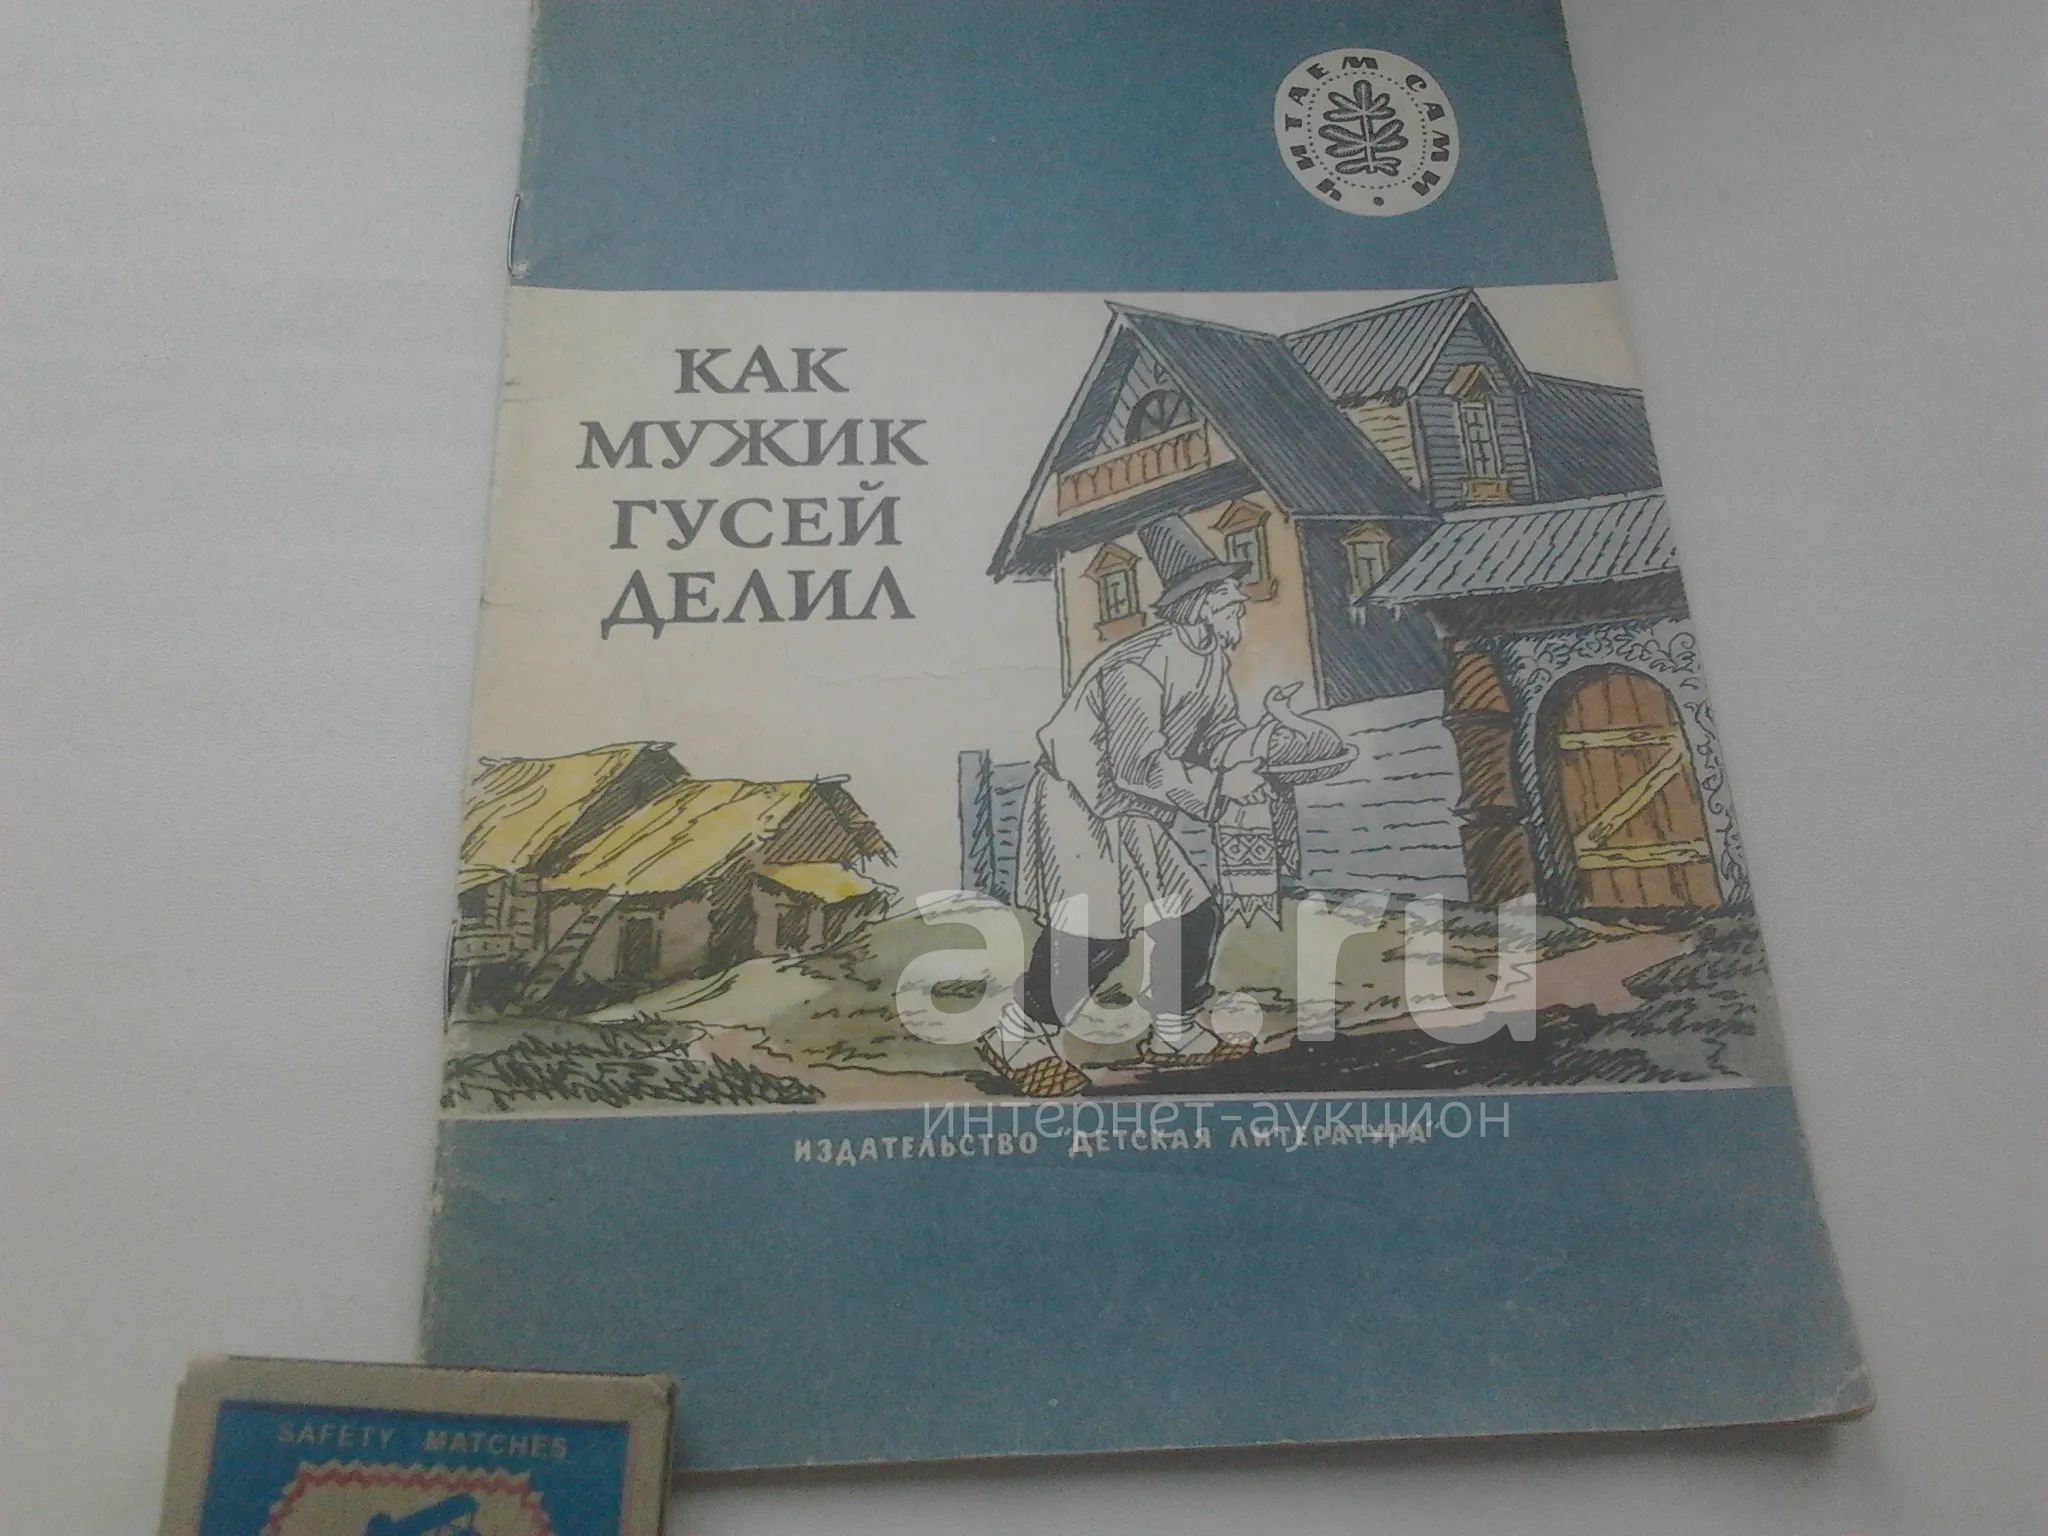 ЧИТАЕМ САМИ
КАК
МУЖИК
ГУСЕЙ
ДЕЛИЛ
au.ru
интернет-аукцион
ИЗДАТЕЛЬСТВО "ДЕТСКАЯ ЛИТЕРАТУРА"
SAFETY MATCHES